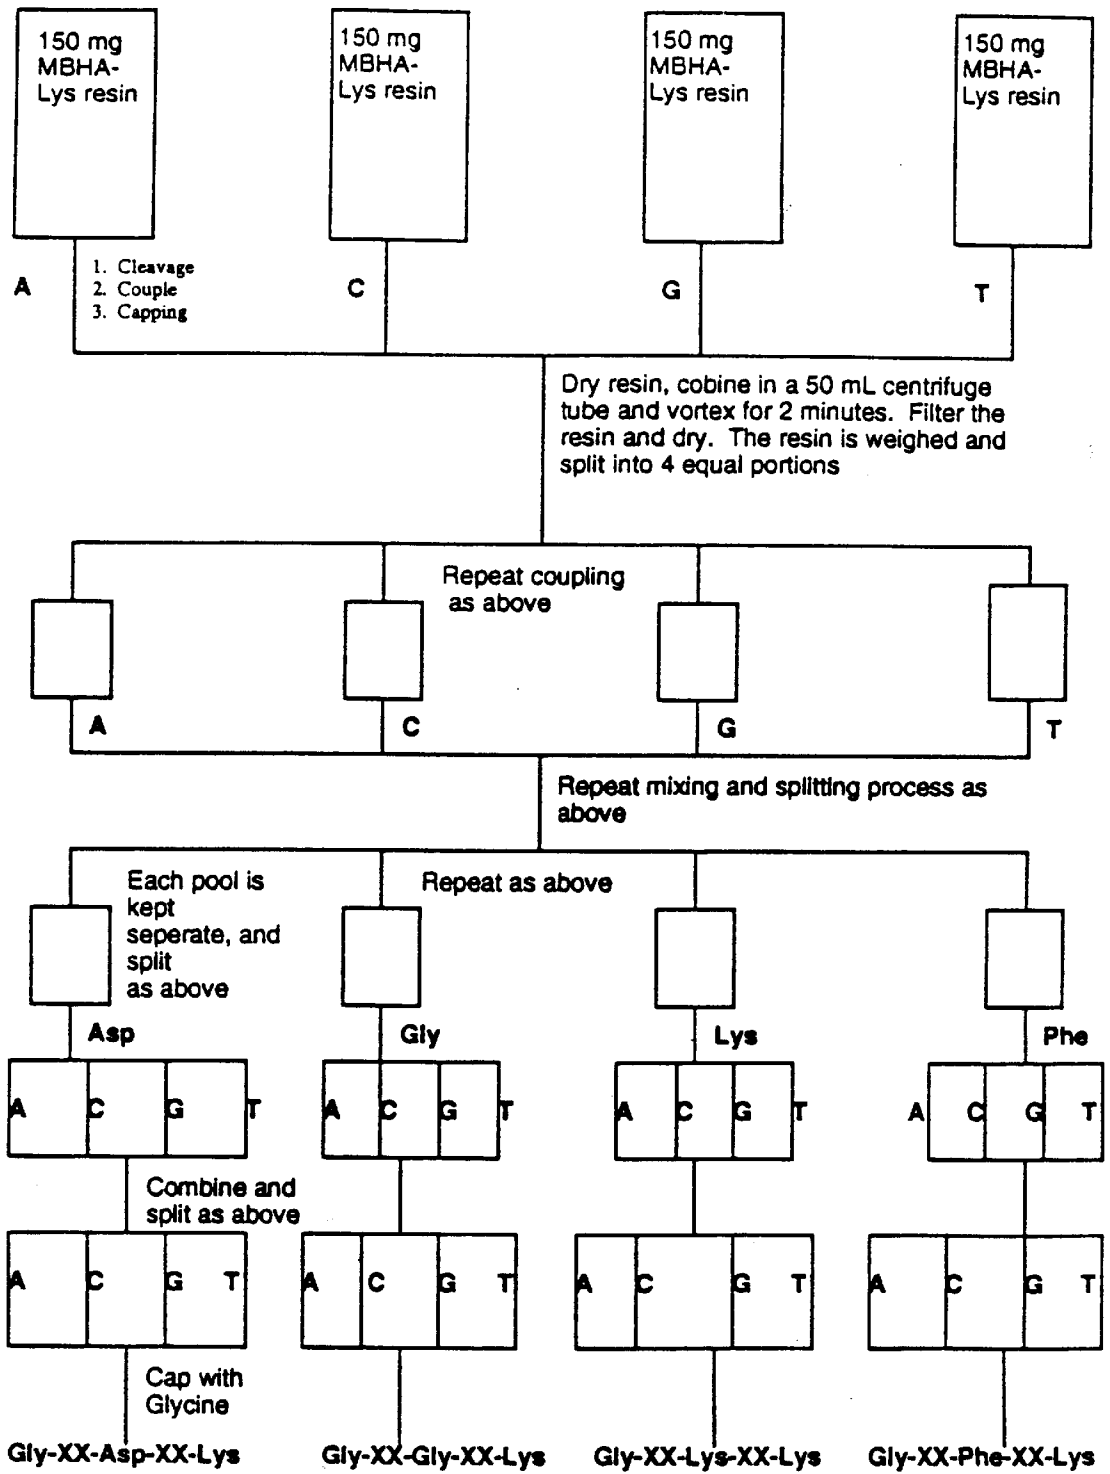 150 mg
MBHA-
Lys resin
150 mg
MBHA-
Lys resin
150 mg
MBHA-
Lys resin
150 mg
MBHA-
Lys resin
A
1. Cleavage
2. Couple
3. Capping
C
G
T
Dry resin, cobine in a 50 mL centrifuge
tube and vortex for 2 minutes. Filter the
resin and dry. The resin is weighed and
split into 4 equal portions
Repeat coupling
as above
A
C
G
T
Repeat mixing and splitting process as
above
Each pool is
kept
seperate, and
split
as above
Repeat as above
Asp
Gly
Lys
Phe
A C G T
A C G T
A C G T
A C G T
Combine and
split as above
A C G T
A C G T
A C G T
A C G T
Cap with
Glycine
Gly-XX-Asp-XX-Lys
Gly-XX-Gly-XX-Lys
Gly-XX-Lys-XX-Lys
Gly-XX-Phe-XX-Lys